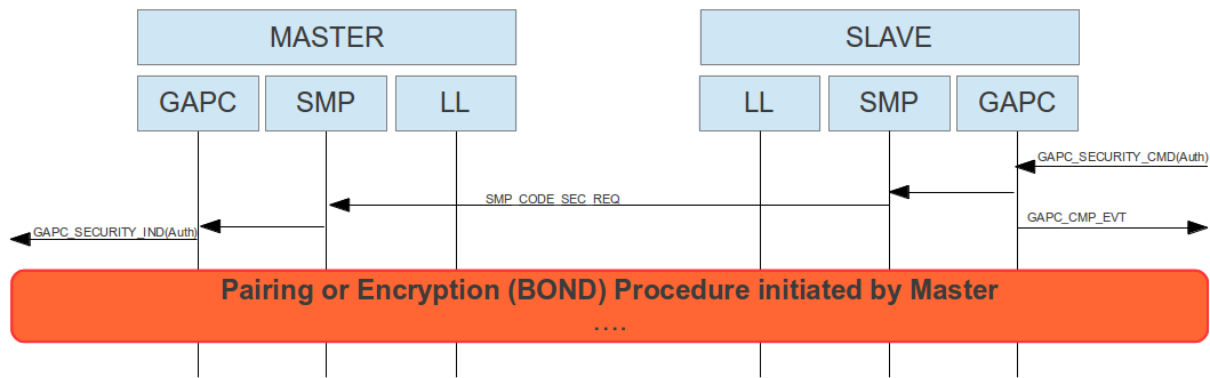 MASTER SLAVE
GAPC SMP LL LL SMP GAPC
GAPC_SECURITY_CMD(Auth)
SMP_CODE_SEC_REQ
GAPC_CMP_EVT
GAPC_SECURITY_IND(Auth)
Pairing or Encryption (BOND) Procedure initiated by Master
....